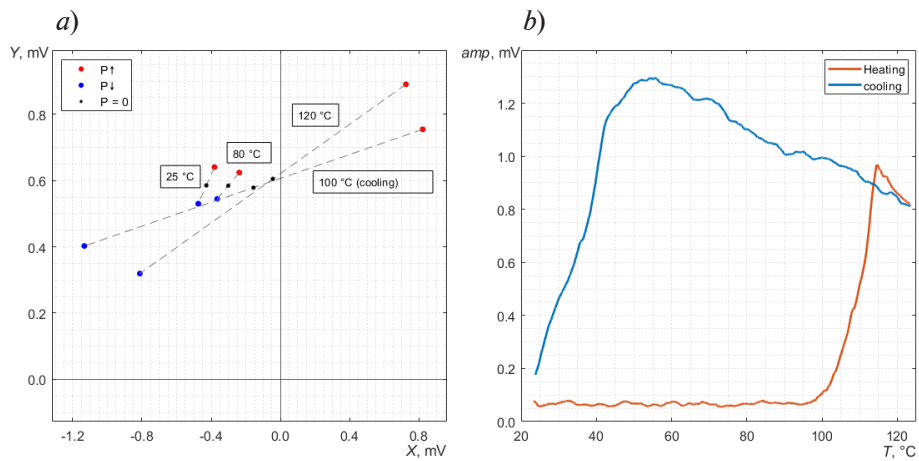 a)
Y, mV
P↑
P↓
P = 0
120 °C
25 °C
80 °C
100 °C (cooling)
0.8
0.6
0.4
0.2
0.0
-1.2 -0.8 -0.4 0.0 0.4 0.8
X, mV
b)
amp, mV
Heating
cooling
1.2
1.0
0.8
0.6
0.4
0.2
0.0
20 40 60 80 100 120
T, °C